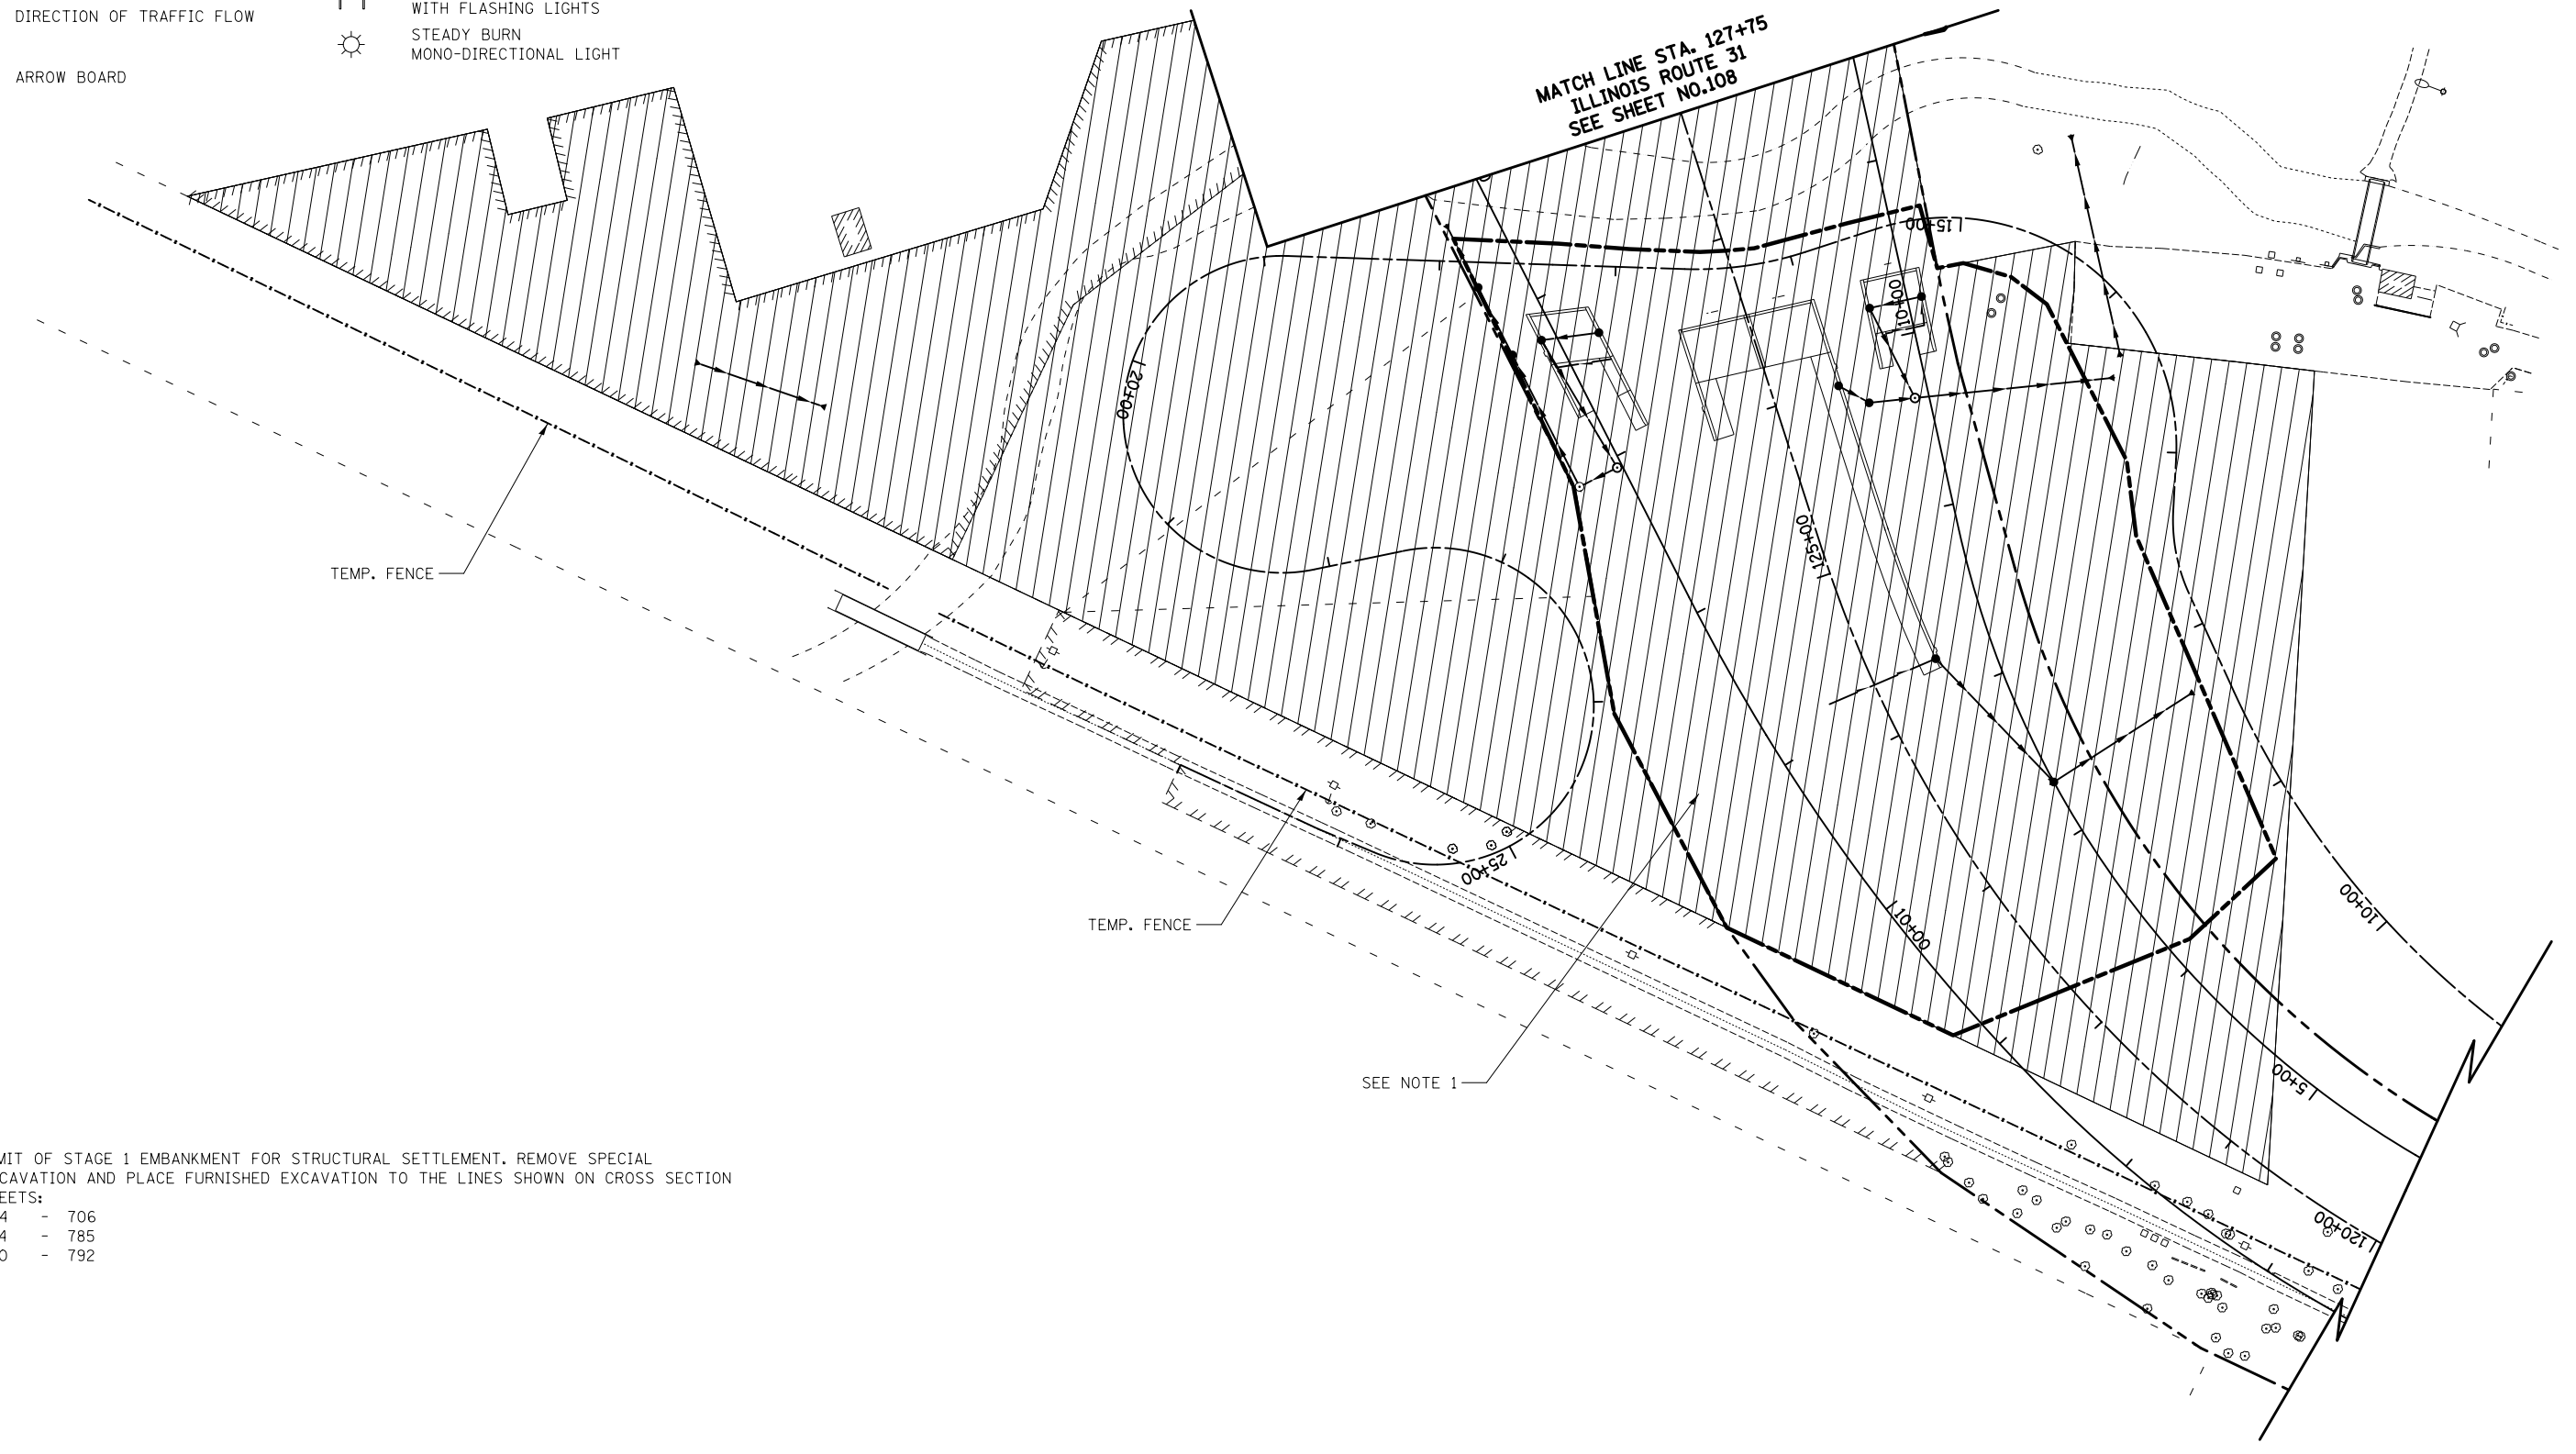 DIRECTION OF TRAFFIC FLOW
WITH FLASHING LIGHTS
STEADY BURN
MONO-DIRECTIONAL LIGHT
ARROW BOARD
MATCH LINE STA. 127+75
ILLINOIS ROUTE 31
SEE SHEET NO.108
15+00
10+00
20+00
125+00
TEMP. FENCE
25+00
10+00
10+00
TEMP. FENCE
SEE NOTE 1
5+00
120+00
MIT OF STAGE 1 EMBANKMENT FOR STRUCTURAL SETTLEMENT. REMOVE SPECIAL
CAVATION AND PLACE FURNISHED EXCAVATION TO THE LINES SHOWN ON CROSS SECTION
EETS:
4 - 706
4 - 785
0 - 792